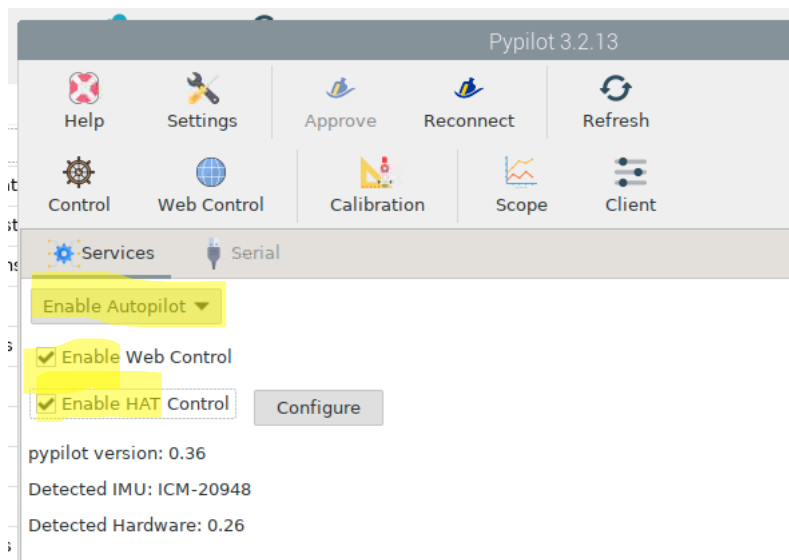 Pypilot 3.2.13
Help Settings Approve Reconnect Refresh
Control Web Control Calibration Scope Client
Services Serial
Enable Autopilot
Enable Web Control
Enable HAT Control Configure
pypilot version: 0.36
Detected IMU: ICM-20948
Detected Hardware: 0.26